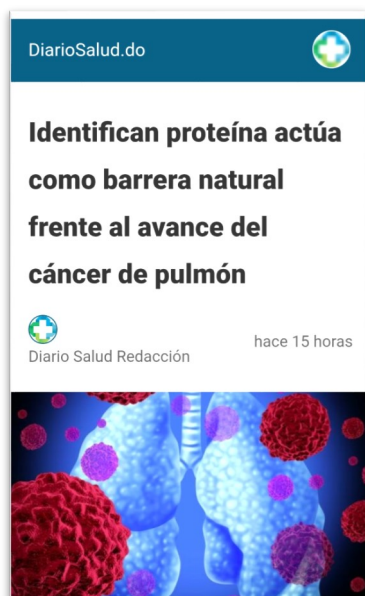 DiarioSalud.do
Identifican proteína actúa
como barrera natural
frente al avance del
cáncer de pulmón
Diario Salud Redacción
hace 15 horas